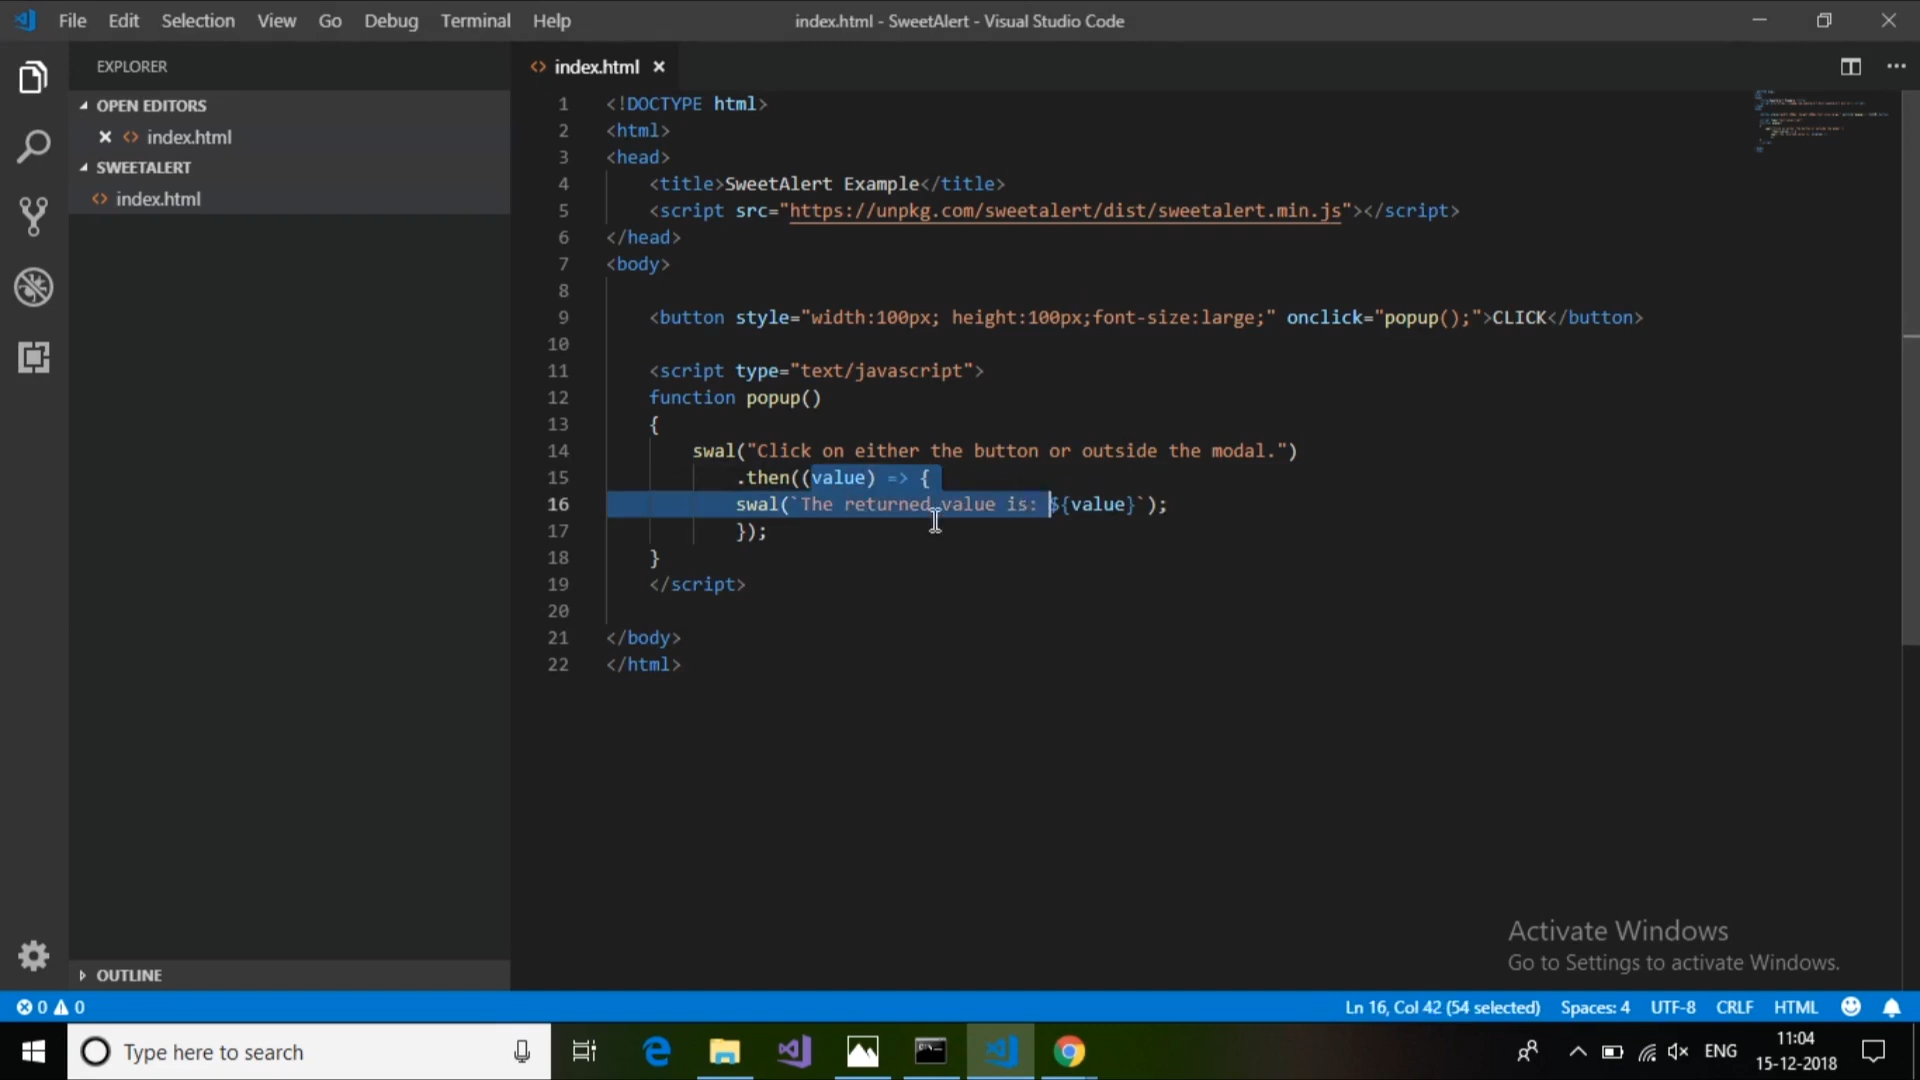 File Edit Selection View Go Debug Terminal Help
index.html - SweetAlert - Visual Studio Code
EXPLORER
OPEN EDITORS
index.html
SWEETALERT
index.html
OUTLINE
index.html
1 <!DOCTYPE html>
2 <html>
3 <head>
4 <title>SweetAlert Example</title>
5 <script src="https://unpkg.com/sweetalert/dist/sweetalert.min.js"></script>
6 </head>
7 <body>
8
9 <button style="width:100px; height:100px;font-size:large;" onclick="popup();">CLICK</button>
10
11 <script type="text/javascript">
12 function popup()
13 {
14 swal("Click on either the button or outside the modal.")
15 .then((value) => {
16 swal(`The returned value is: ${value}`);
17 });
18 }
19 </script>
20
21 </body>
22 </html>
Activate Windows
Go to Settings to activate Windows.
0 0
Ln 16, Col 42 (54 selected) Spaces: 4 UTF-8 CRLF HTML
Type here to search
ENG
11:04
15-12-2018